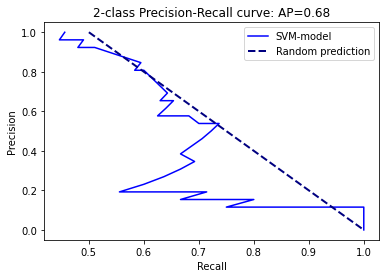 2-class Precision-Recall curve: AP=0.68
SVM-model
Random prediction
1.0
0.8
0.6
0.4
0.2
0.0
Precision
0.5
0.6
0.7
0.8
0.9
1.0
Recall